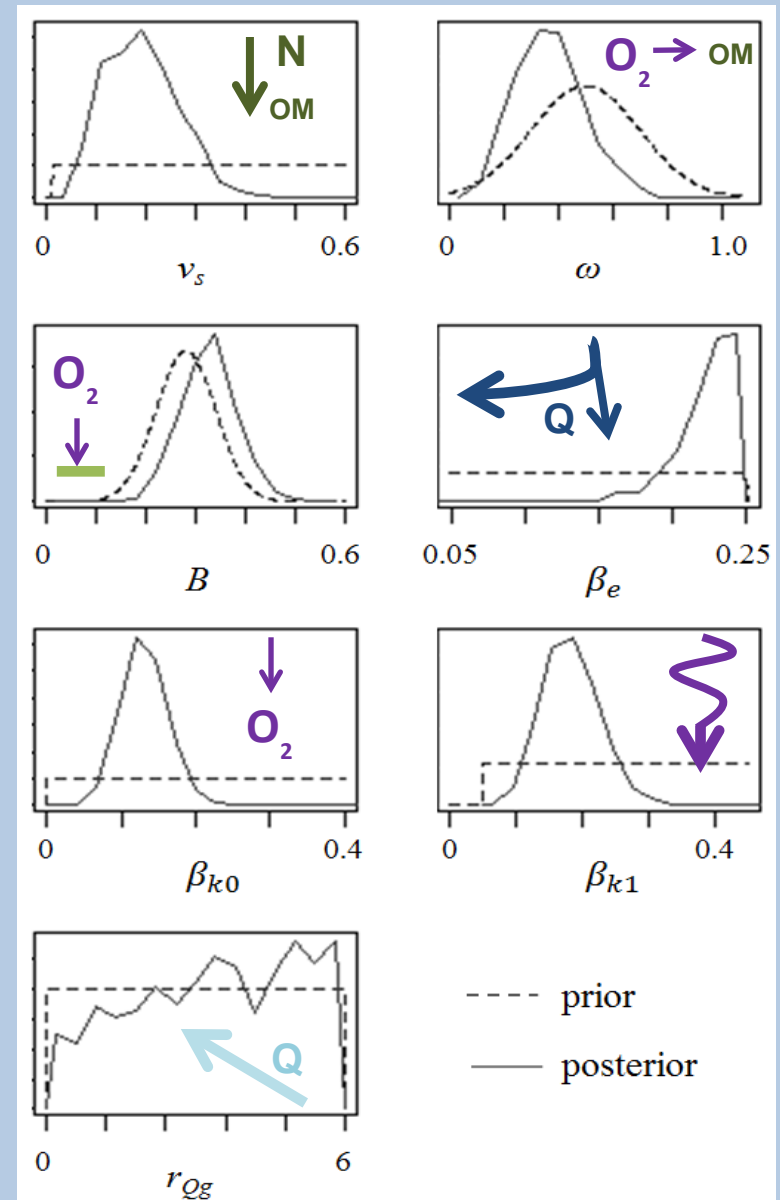 N
OM
0 0.6
v_s
O₂ → OM
0 1.0
ω
O₂
0 0.6
B
Q
0.05 0.25
β_e
O₂
0 0.4
β_k0
0 0.4
β_k1
Q
0 6
r_Qg
prior
posterior